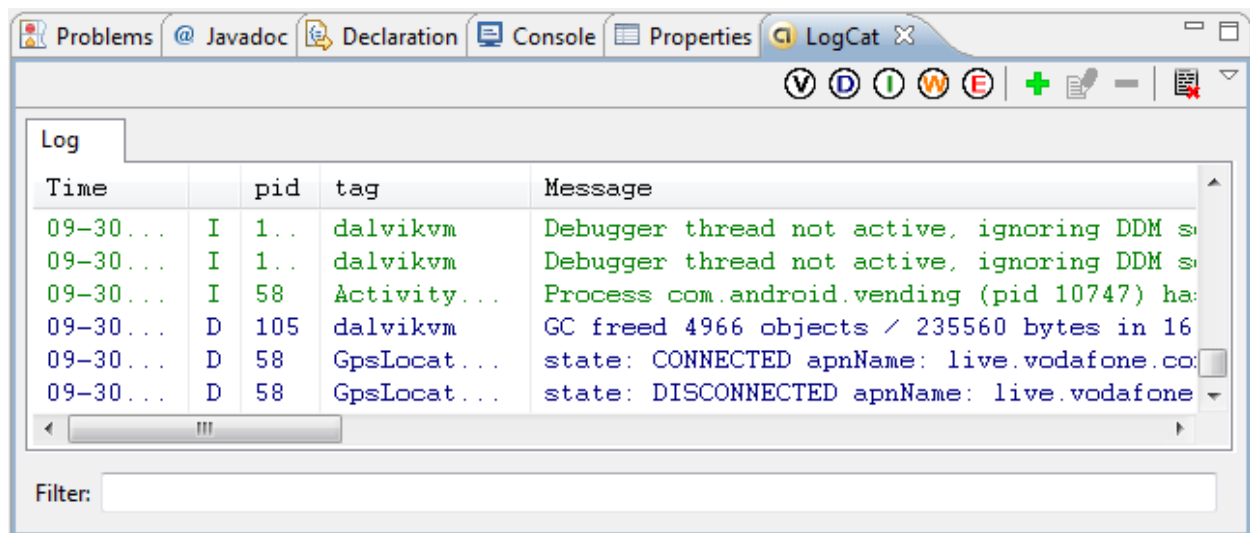 Problems @ Javadoc Declaration Console Properties LogCat
V D I W E
Log
Time pid tag Message
09-30... I 1.. dalvikvm Debugger thread not active, ignoring DDM
09-30... I 1.. dalvikvm Debugger thread not active, ignoring DDM
09-30... I 58 Activity... Process com.android.vending (pid 10747)
09-30... D 105 dalvikvm GC freed 4966 objects / 235560 bytes in 16
09-30... D 58 GpsLocat... state: CONNECTED apnName: live.vodafone.co
09-30... D 58 GpsLocat... state: DISCONNECTED apnName: live.vodafone
Filter: